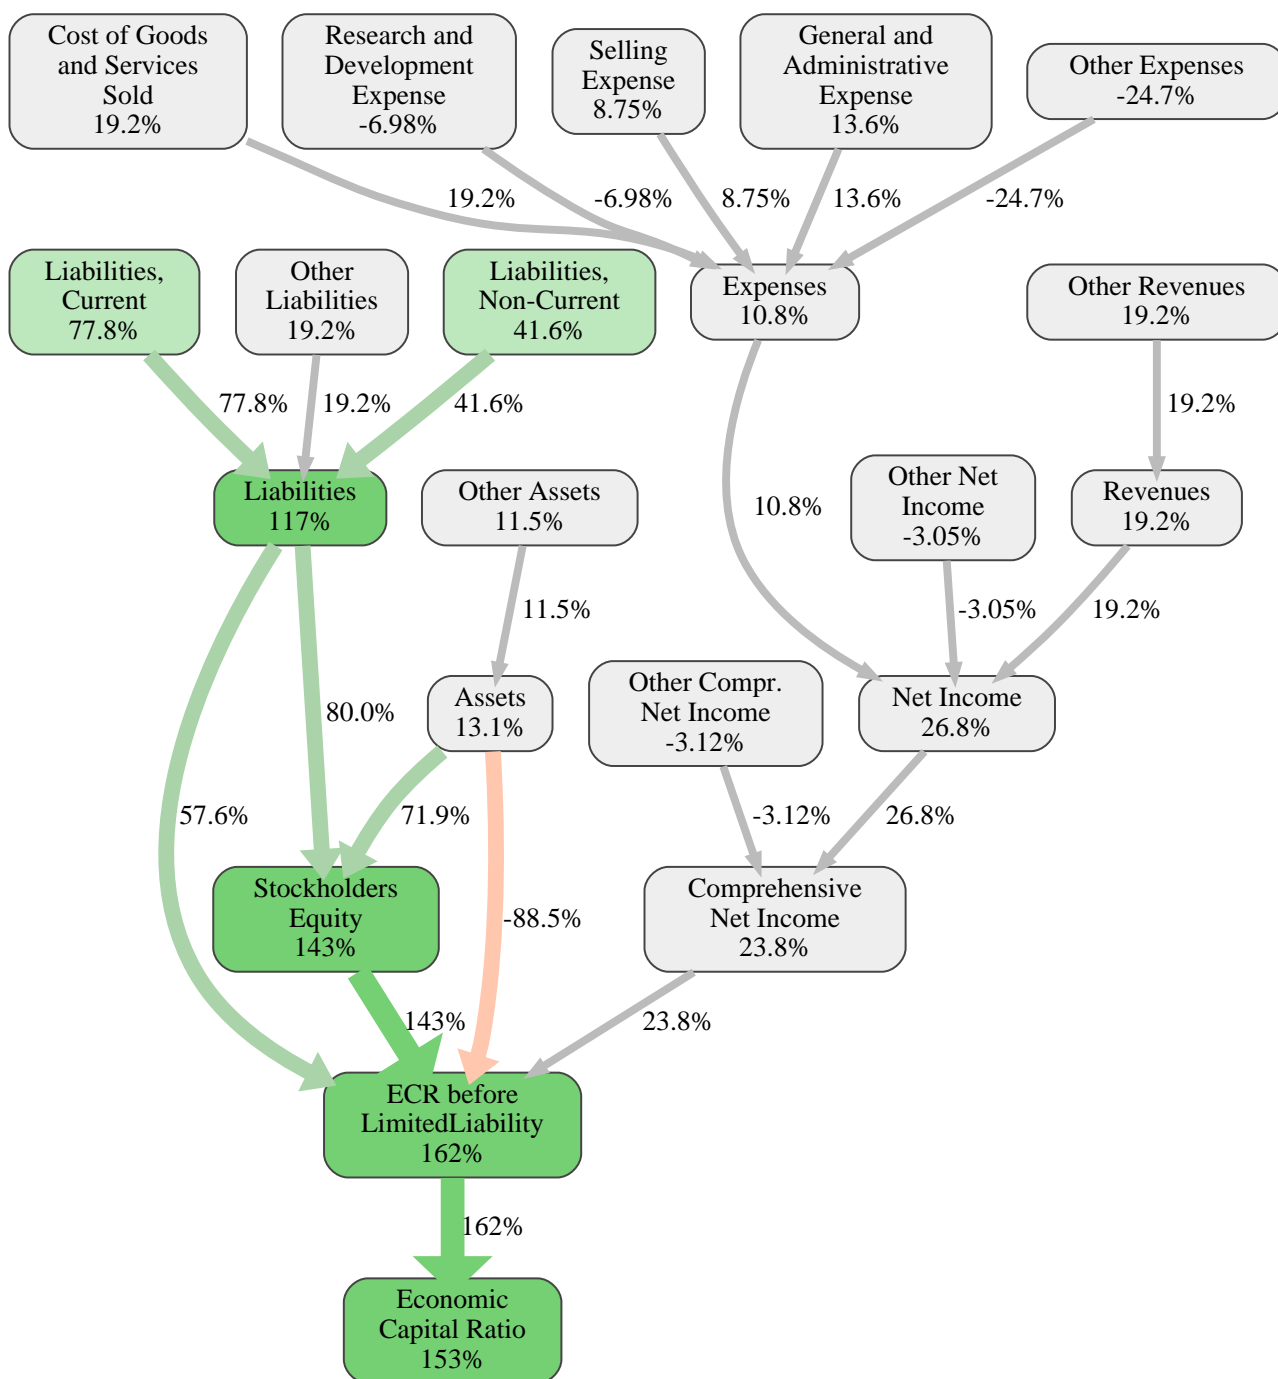 Cost of Goods
and Services
Sold
19.2%
Research and
Development
Expense
-6.98%
Selling
Expense
8.75%
General and
Administrative
Expense
13.6%
Other Expenses
-24.7%
19.2%
-6.98%
8.75%
13.6%
-24.7%
Liabilities,
Current
77.8%
Other
Liabilities
19.2%
Liabilities,
Non-Current
41.6%
Expenses
10.8%
Other Revenues
19.2%
77.8%
19.2%
41.6%
19.2%
Liabilities
117%
Other Assets
11.5%
10.8%
Other Net
Income
-3.05%
Revenues
19.2%
11.5%
-3.05%
19.2%
80.0%
Assets
13.1%
Other Compr.
Net Income
-3.12%
Net Income
26.8%
57.6%
71.9%
-3.12%
26.8%
Stockholders
Equity
143%
-88.5%
Comprehensive
Net Income
23.8%
143%
23.8%
ECR before
LimitedLiability
162%
162%
Economic
Capital Ratio
153%